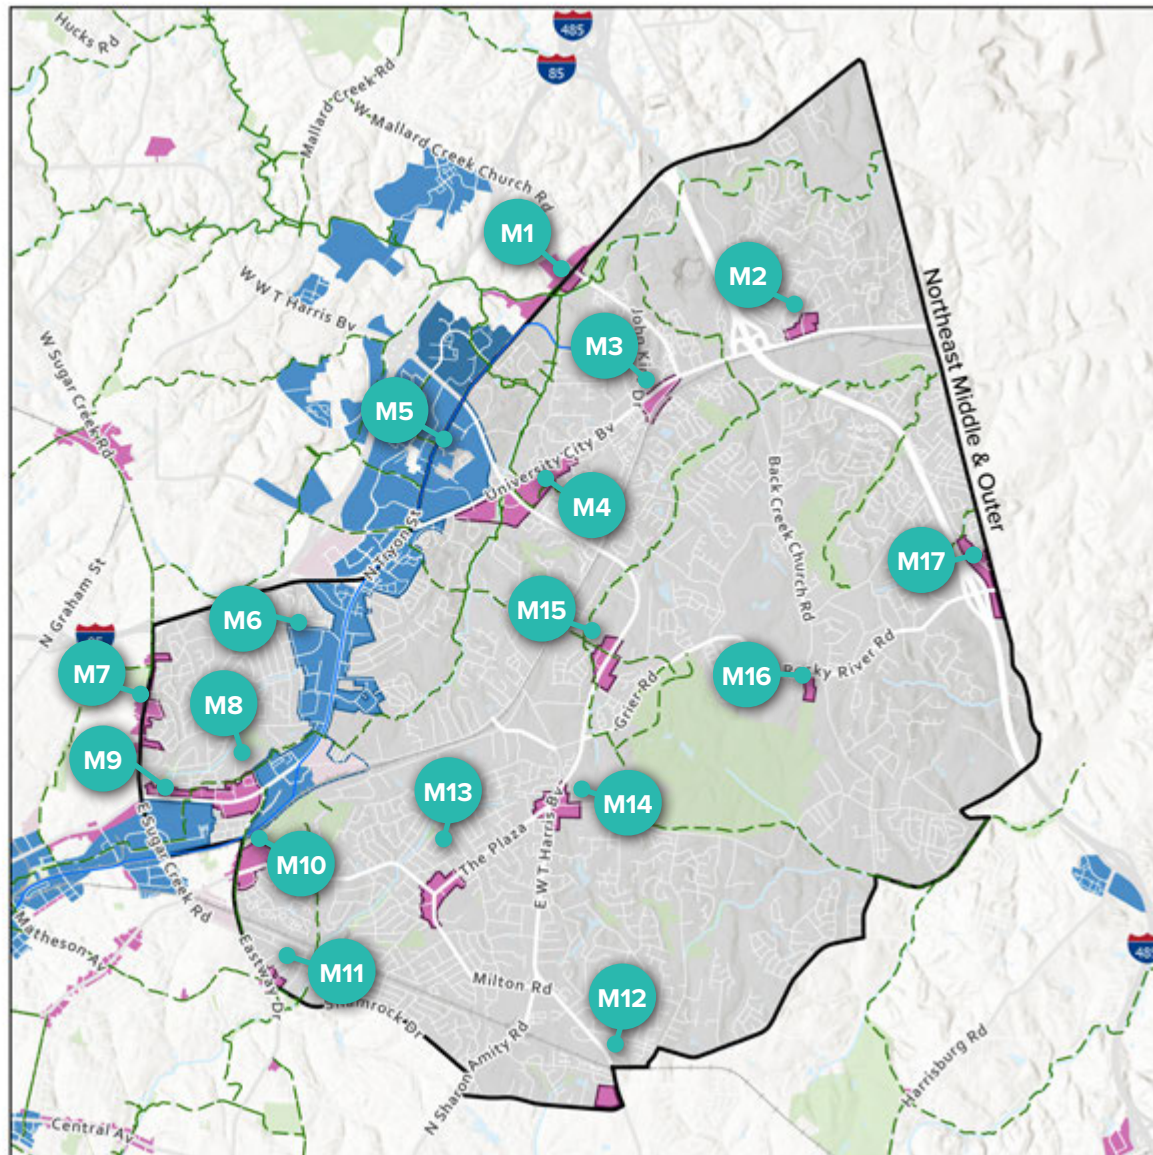 485
Hucks Rd
85
Mallard Creek Rd
W Mallard Creek Church Rd
M1
M2
W W T Harris Bv
Northeast Middle & Outer
John Ki
Dr
M3
W Sugar Creek Rd
M5
University City Bv
M4
Back Creek Church Rd
N Tryon St
M17
N Graham St
M15
M6
85
Rocky River Rd
M7
M16
Grier Rd
M8
M9
M13
M14
E Sugar Creek Rd
The Plaza
E W T Harris Bv
M10
Matheson Av
485
Eastway Dr
M11
Milton Rd
M12
Shamrock Dr
N Sharon Amity Rd
Harrisburg Rd
Central Av